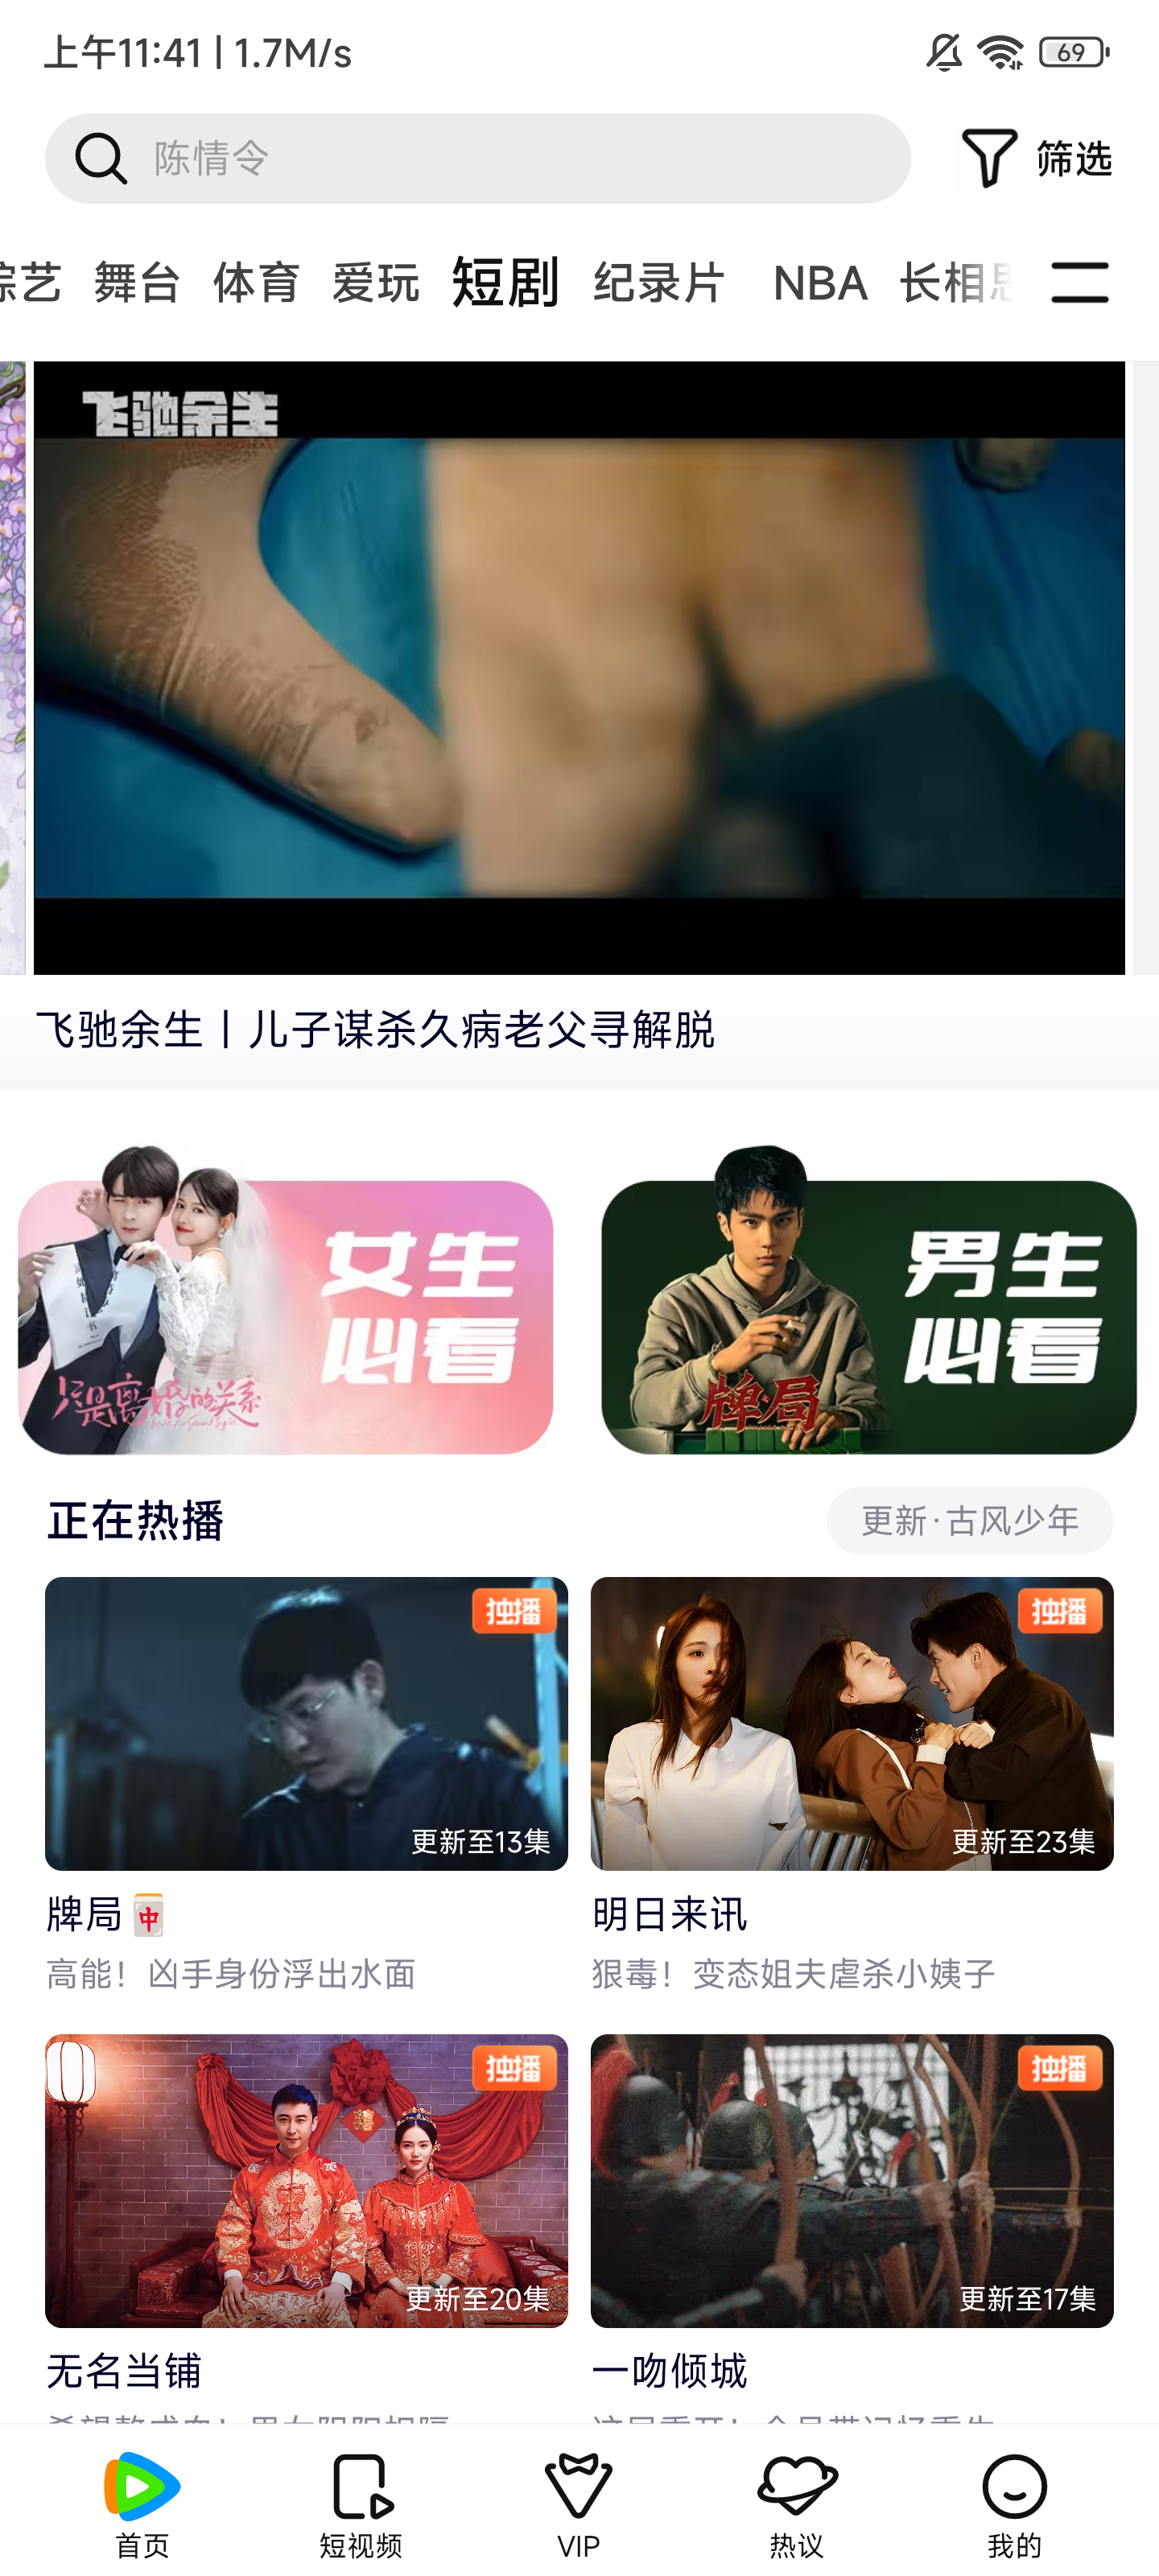 上午11:41 | 1.7M/s
69
陈情令
筛选
综艺 舞台 体育 爱玩 短剧 纪录片 NBA 长相思
飞驰余生
飞驰余生丨儿子谋杀久病老父寻解脱
女生
必看
只是离婚的关系
男生
必看
牌局
正在热播
更新·古风少年
独播
更新至13集
独播
更新至23集
牌局🀄
明日来讯
高能！凶手身份浮出水面
狠毒！变态姐夫虐杀小姨子
独播
更新至20集
独播
更新至17集
无名当铺
一吻倾城
首页
短视频
VIP
热议
我的